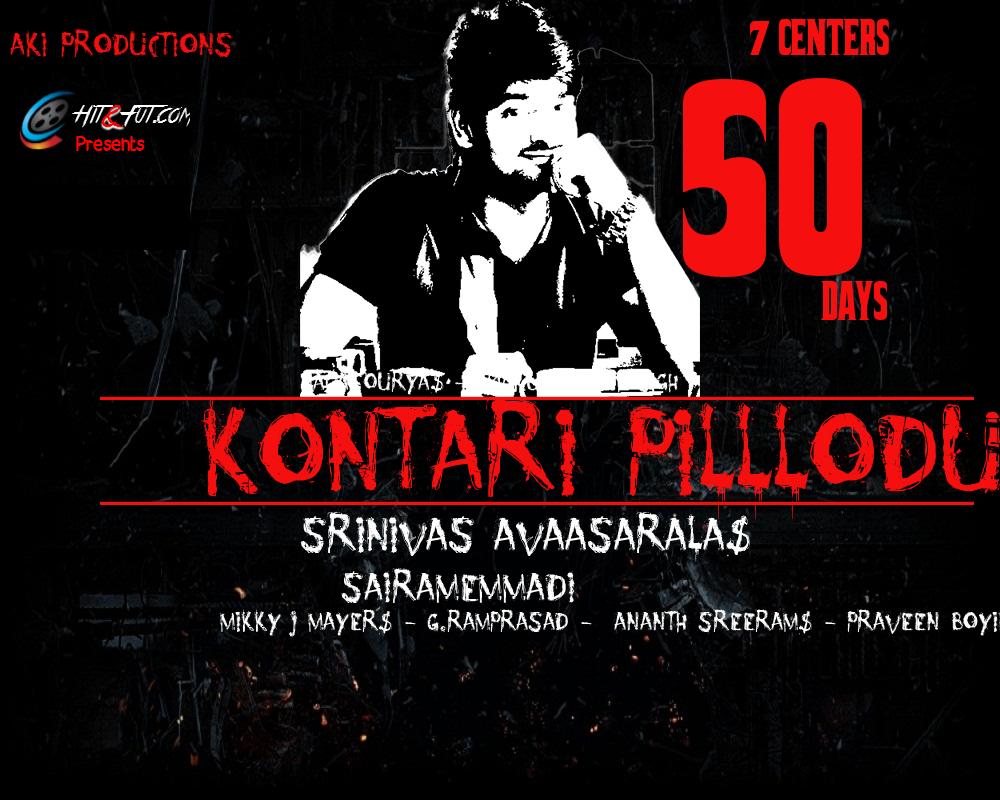 AKI PRODUCTIONS
7 CENTERS
50
DAYS
HIT&FUT.COM
Presents
KONTARI PILLLODU
SRINIVAS AVAASARALA$
SAIRAMEMMADI
MIKKY J MAYER$ - G.RAMPRASAD - ANANTH SREERAM$ - PRAVEEN